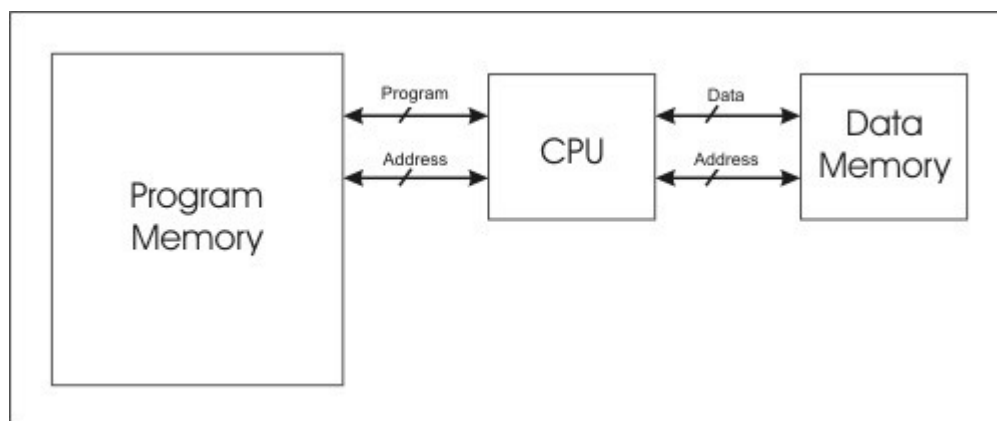 Program
Memory
Program
Address
CPU
Data
Address
Data
Memory